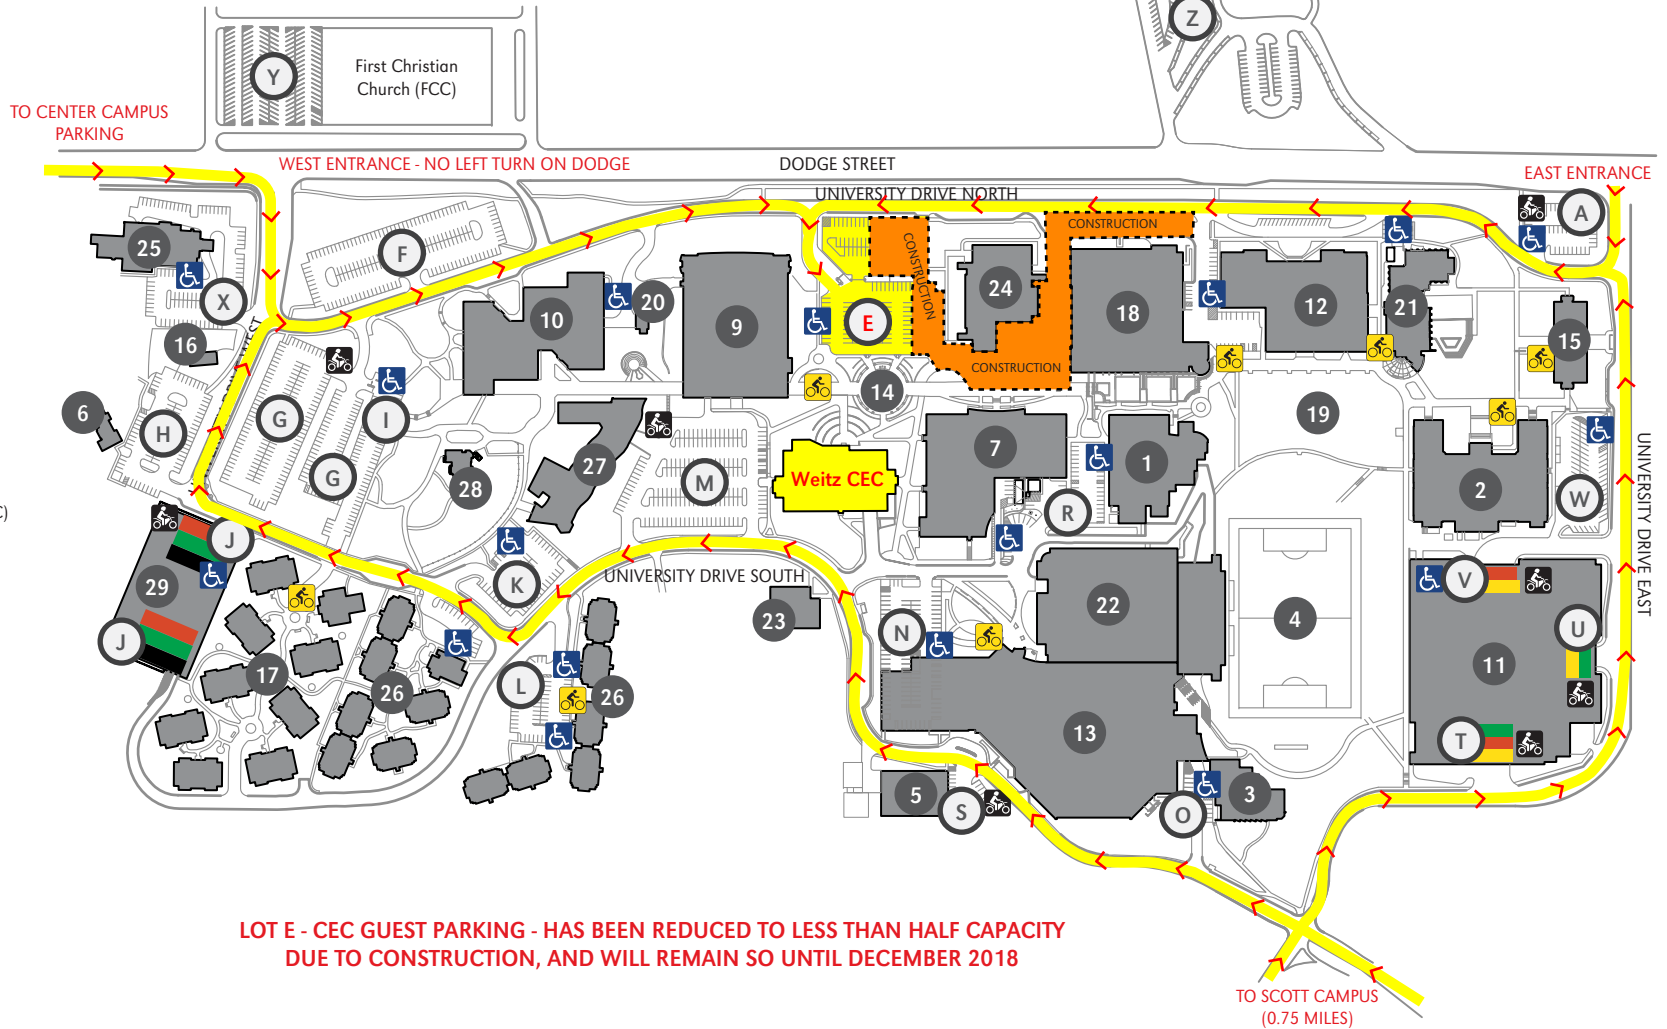 Z
Y
First Christian
Church (FCC)
TO CENTER CAMPUS
PARKING
WEST ENTRANCE - NO LEFT TURN ON DODGE
DODGE STREET
EAST ENTRANCE
UNIVERSITY DRIVE NORTH
A
CONSTRUCTION
25
F
CONSTRUCTION
24
X
20
10
9
E
CONSTRUCTION
18
12
21
15
16
WEST
CONSTRUCTION
14
6
H
G
I
19
7
1
27
Weitz CEC
M
G
28
R
2
W
UNIVERSITY DRIVE EAST
C)
J
29
K
UNIVERSITY DRIVE SOUTH
V
22
4
23
N
U
J
17
26
L
26
11
13
T
5
S
O
3
LOT E - CEC GUEST PARKING - HAS BEEN REDUCED TO LESS THAN HALF CAPACITY
DUE TO CONSTRUCTION, AND WILL REMAIN SO UNTIL DECEMBER 2018
TO SCOTT CAMPUS
(0.75 MILES)